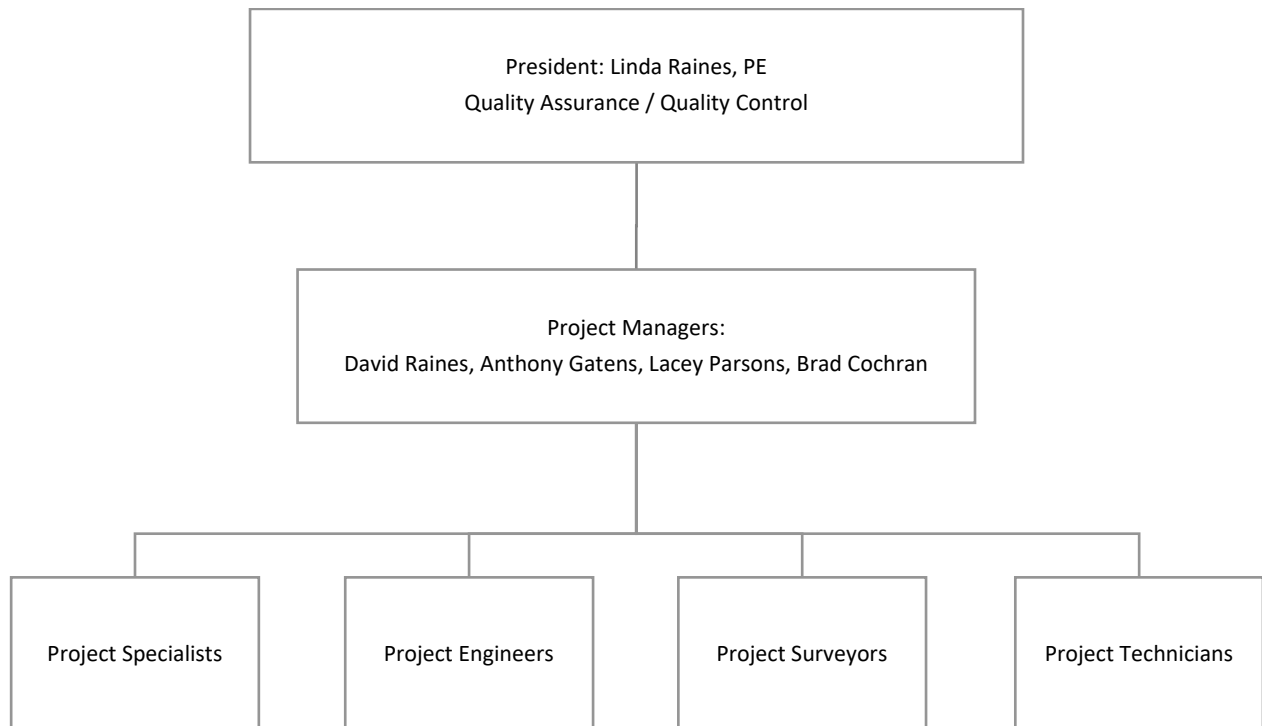 President: Linda Raines, PE
Quality Assurance / Quality Control
Project Managers:
David Raines, Anthony Gatens, Lacey Parsons, Brad Cochran
Project Specialists
Project Engineers
Project Surveyors
Project Technicians